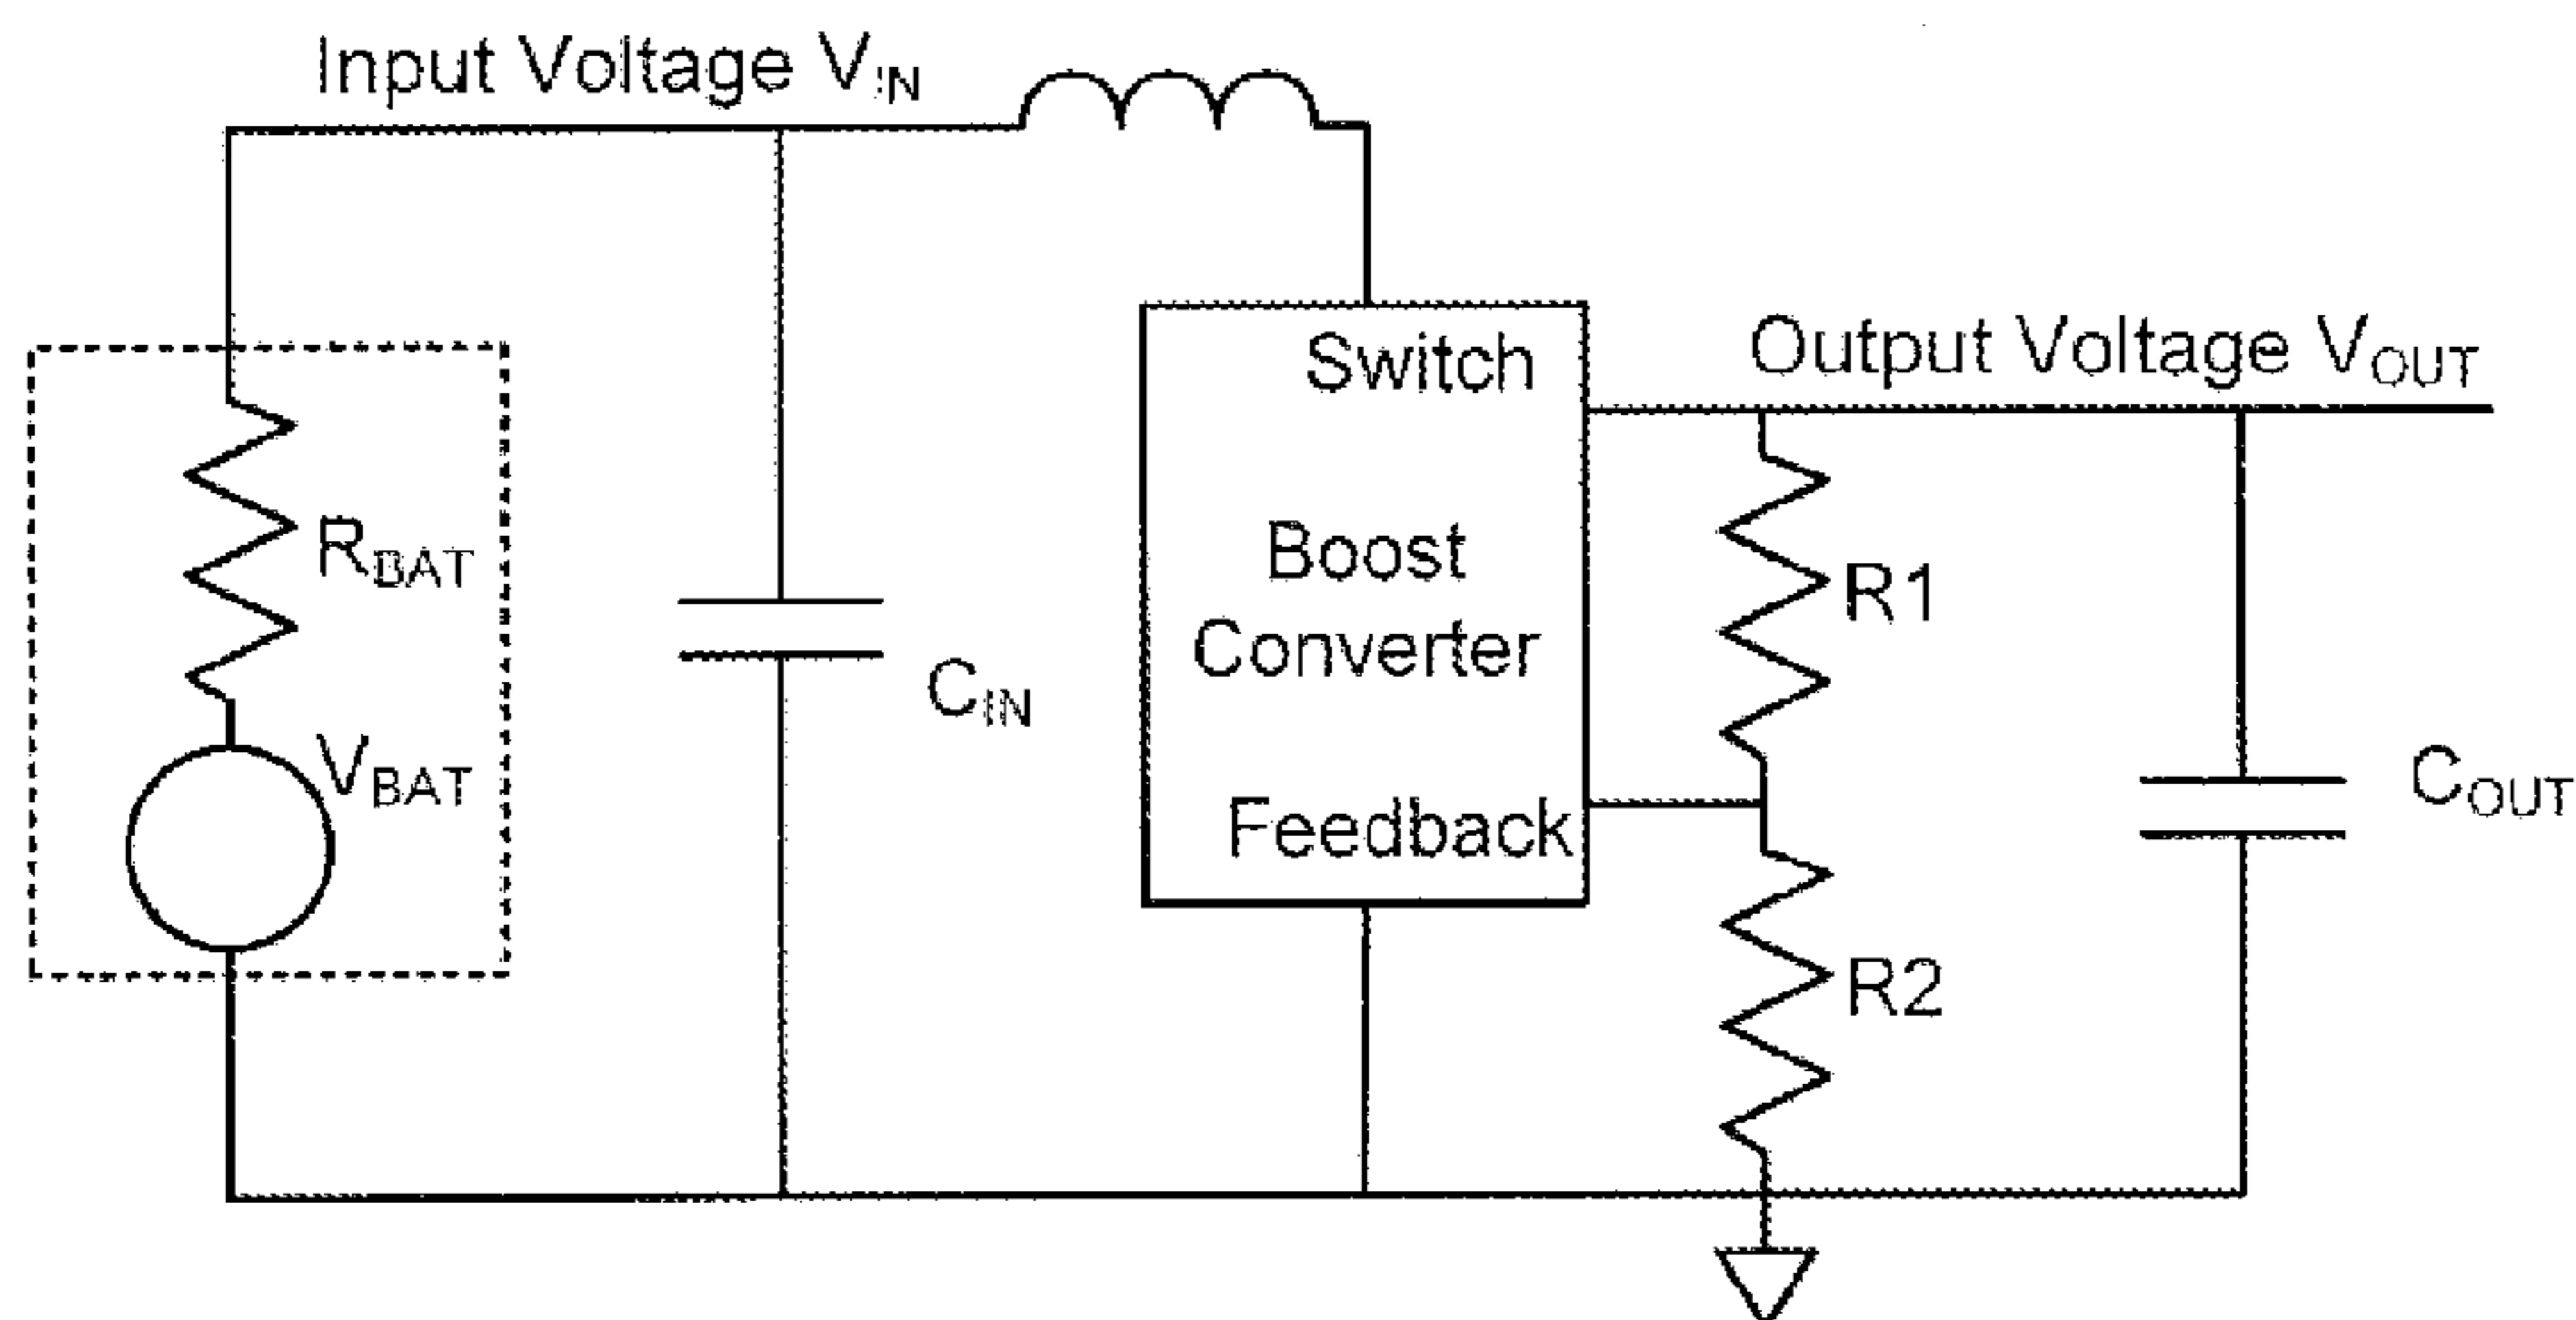 Input Voltage VIN
Switch
Output Voltage VOUT
RBAT
Boost
Converter
R1
CIN
VBAT
Feedback
COUT
R2